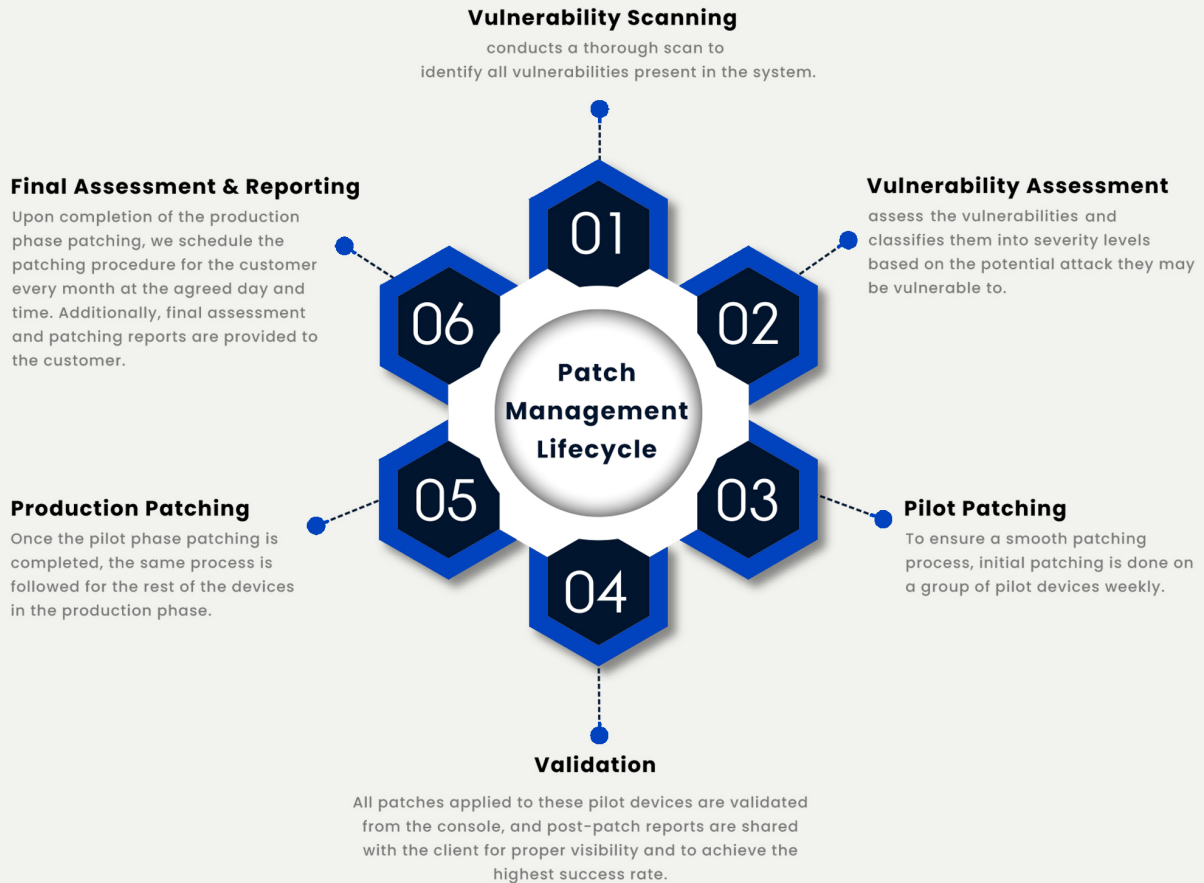 Vulnerability Scanning
conducts a thorough scan to
identify all vulnerabilities present in the system.
01
Vulnerability Assessment
assess the vulnerabilities and
classifies them into severity levels
based on the potential attack they may
be vulnerable to.
02
Pilot Patching
To ensure a smooth patching
process, initial patching is done on
a group of pilot devices weekly.
03
Validation
All patches applied to these pilot devices are validated
from the console, and post-patch reports are shared
with the client for proper visibility and to achieve the
highest success rate.
04
Production Patching
Once the pilot phase patching is
completed, the same process is
followed for the rest of the devices
in the production phase.
05
Final Assessment & Reporting
Upon completion of the production
phase patching, we schedule the
patching procedure for the customer
every month at the agreed day and
time. Additionally, final assessment
and patching reports are provided to
the customer.
06
Patch
Management
Lifecycle